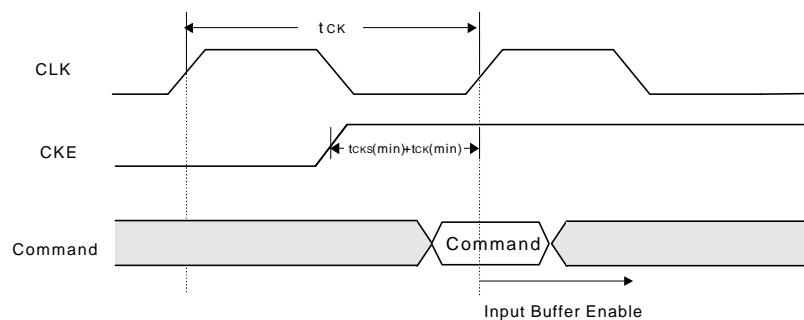 tCK
CLK
CKE
tCKS(min)+tCK(min)
Command
Command
Input Buffer Enable